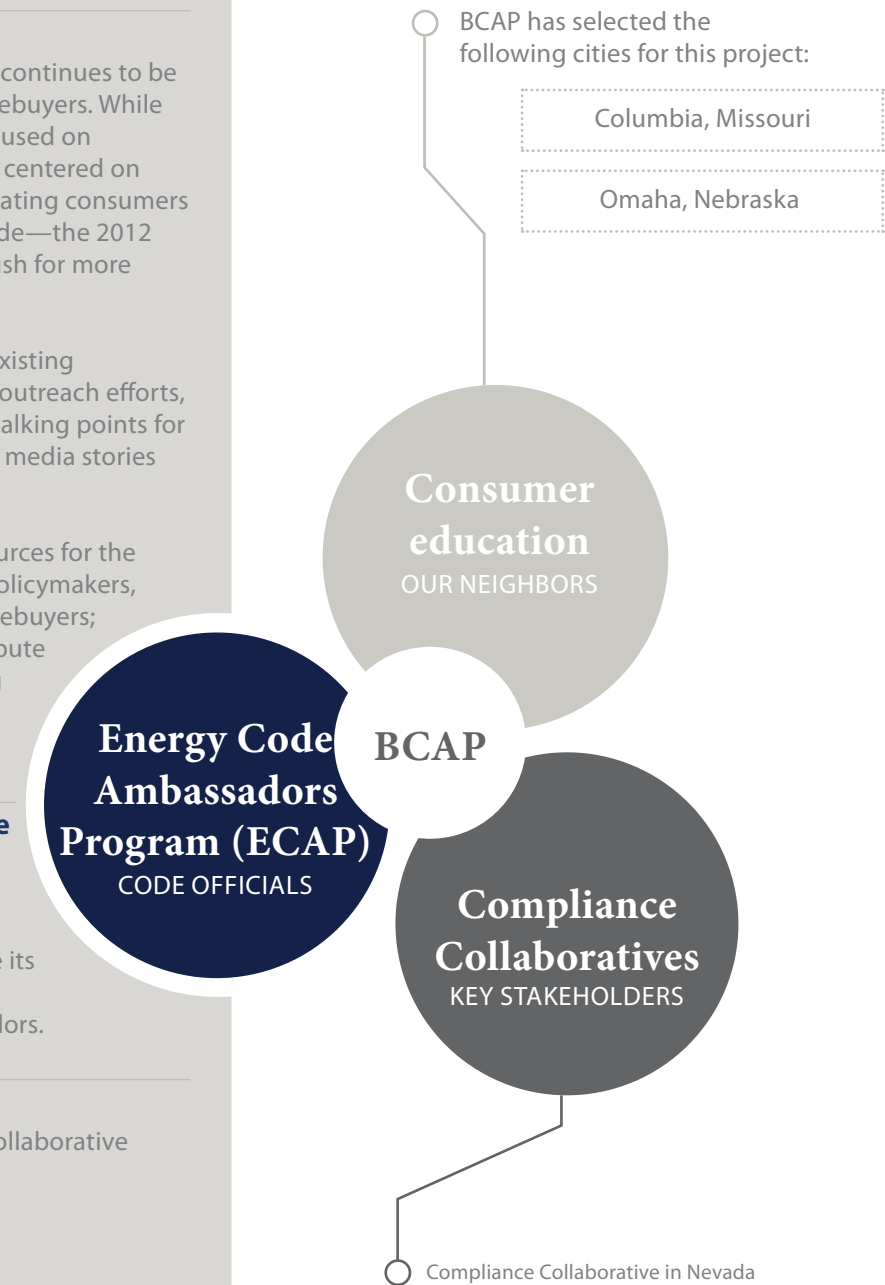 continues to be
ebuyers. While
used on
centered on
ating consumers
de—the 2012
sh for more
xisting
outreach efforts,
alking points for
media stories
urces for the
olicymakers,
ebuyers;
oute
e
e its
lors.
ollaborative
BCAP has selected the
following cities for this project:
Columbia, Missouri
Omaha, Nebraska
Consumer
education
OUR NEIGHBORS
BCAP
Energy Code
Ambassadors
Program (ECAP)
CODE OFFICIALS
Compliance
Collaboratives
KEY STAKEHOLDERS
Compliance Collaborative in Nevada